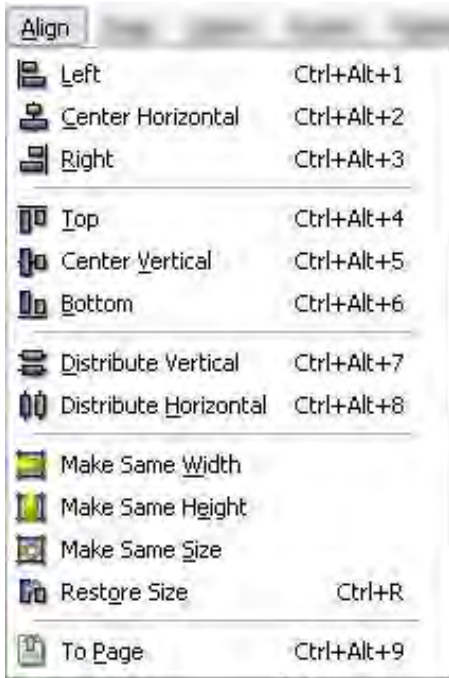 Align
Left Ctrl+Alt+1
Center Horizontal Ctrl+Alt+2
Right Ctrl+Alt+3
Top Ctrl+Alt+4
Center Vertical Ctrl+Alt+5
Bottom Ctrl+Alt+6
Distribute Vertical Ctrl+Alt+7
Distribute Horizontal Ctrl+Alt+8
Make Same Width
Make Same Height
Make Same Size
Restore Size Ctrl+R
To Page Ctrl+Alt+9